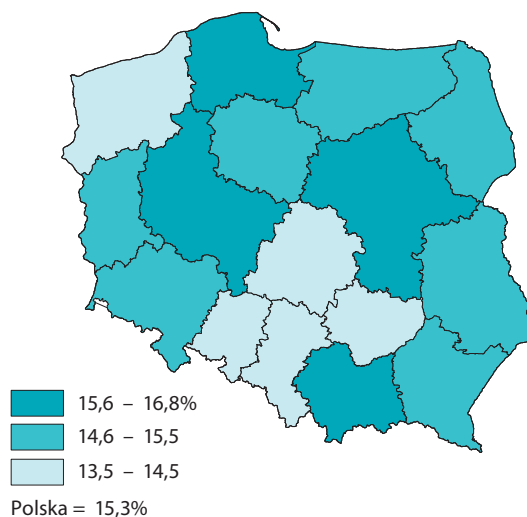 15,6 – 16,8%
14,6 – 15,5
13,5 – 14,5
Polska = 15,3%